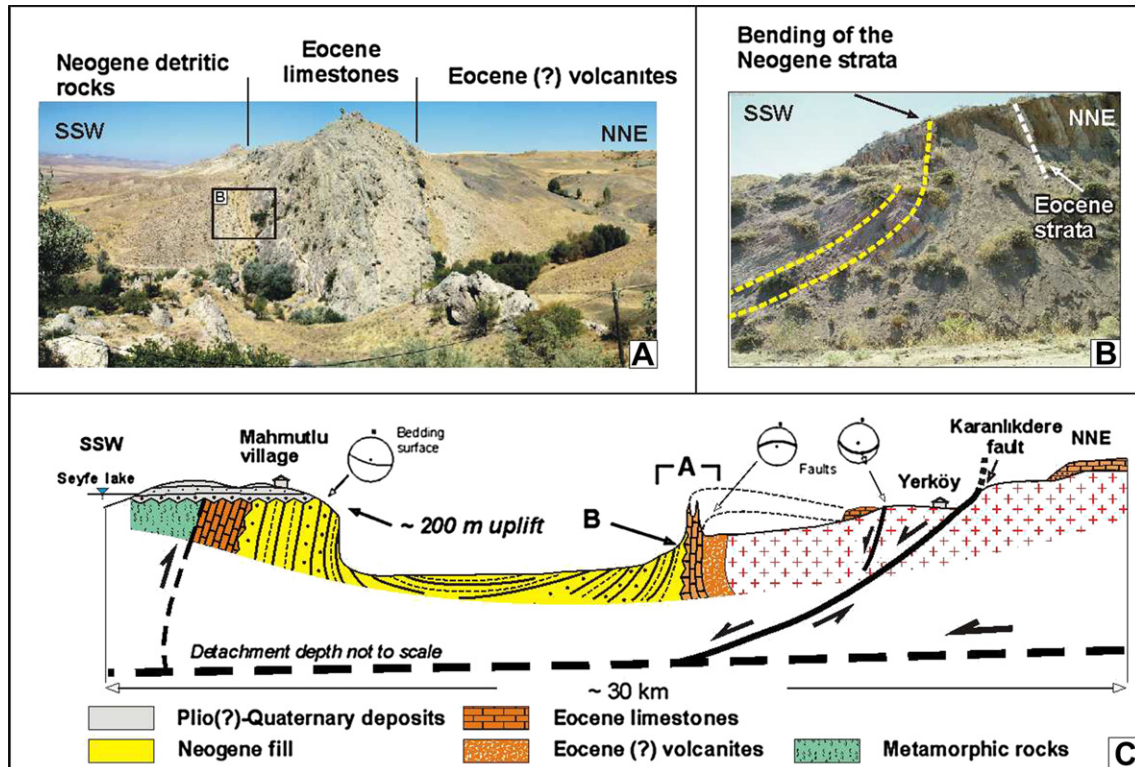 Neogene detritic
rocks
Eocene
limestones
Eocene (?) volcanites
SSW
NNE
B
A
Bending of the
Neogene strata
SSW
NNE
Eocene
strata
B
SSW
Seyfe lake
Mahmutlu
village
Bedding
surface
~ 200 m uplift
A
B
Faults
Karanlıkdere
fault
NNE
Yerköy
Detachment depth not to scale
~ 30 km
Plio(?)-Quaternary deposits
Neogene fill
Eocene limestones
Eocene (?) volcanites
Metamorphic rocks
C